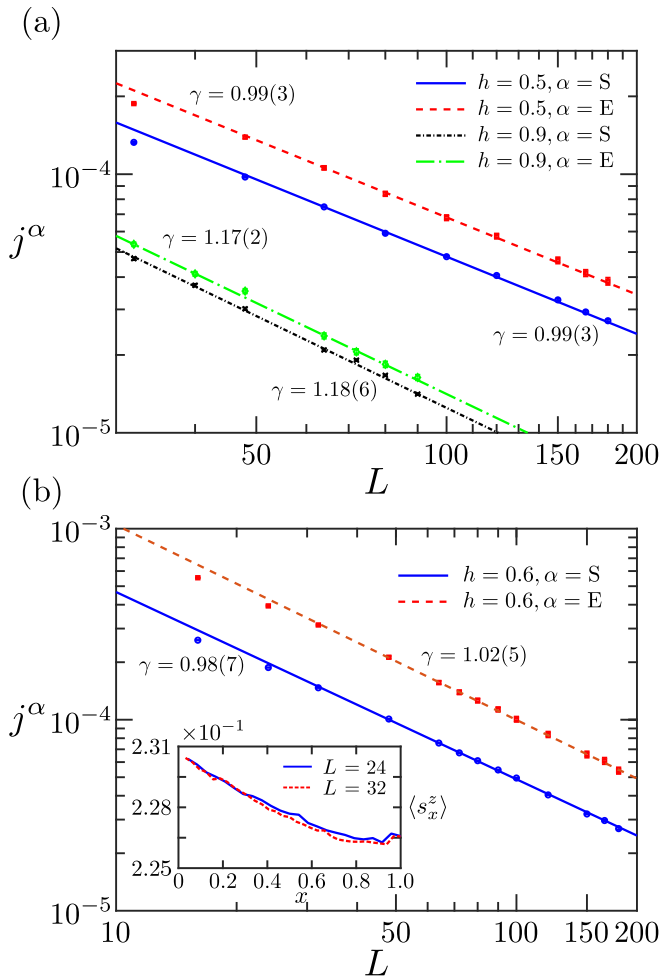 (a)
γ = 0.99(3)
h = 0.5, α = S
h = 0.5, α = E
h = 0.9, α = S
h = 0.9, α = E
10⁻⁴
j^α
γ = 1.17(2)
γ = 0.99(3)
γ = 1.18(6)
10⁻⁵
50 100 150 200
L
(b)
10⁻³
h = 0.6, α = S
h = 0.6, α = E
γ = 0.98(7)
γ = 1.02(5)
j^α
10⁻⁴
×10⁻¹
2.31
L = 24
L = 32
⟨s_x^z⟩
2.28
2.25
0 0.2 0.4 0.6 0.8 1.0
x
10⁻⁵
10 20 50 100 150 200
L